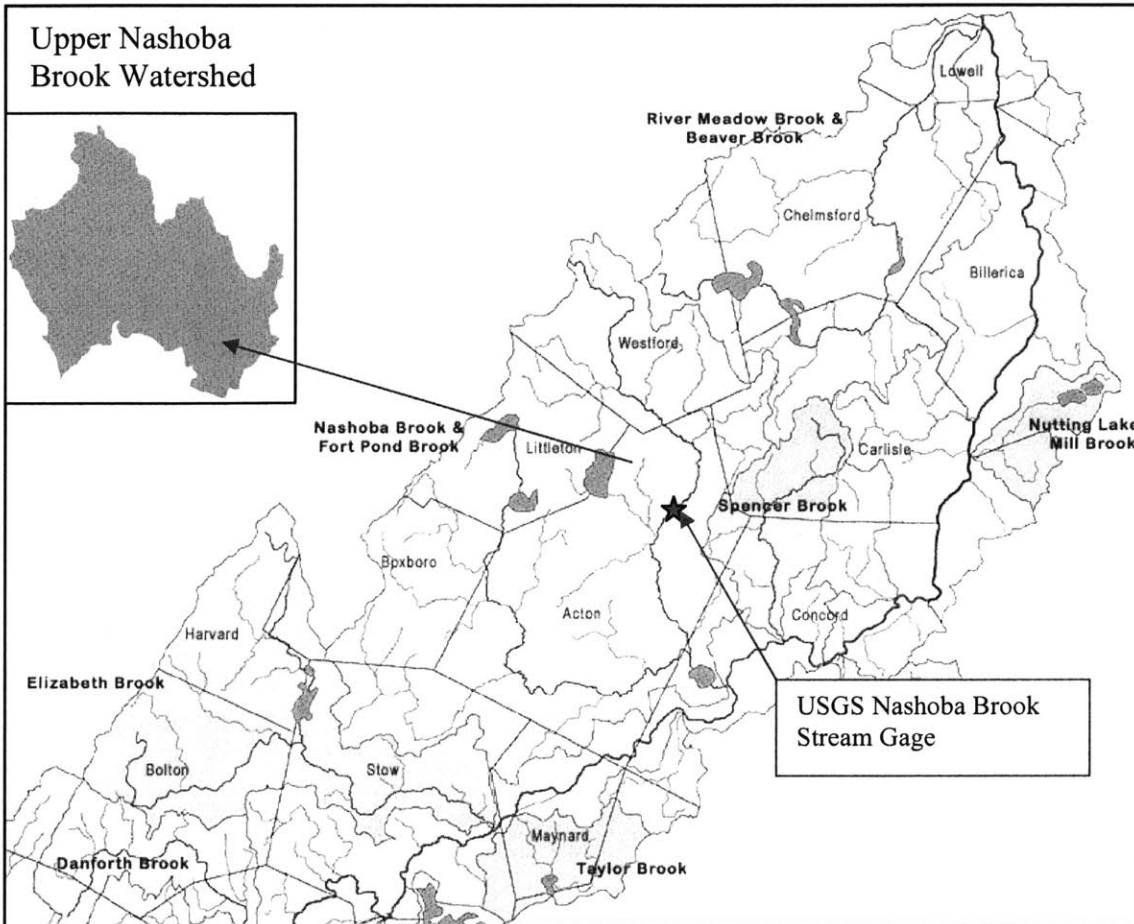 Upper Nashoba
Brook Watershed
Lowell
River Meadow Brook &
Beaver Brook
Chelmsford
Billerica
Westford
Nashoba Brook &
Fort Pond Brook
Littleton
Carlisle
Nutting Lake
Mill Brook
Spencer Brook
Boxboro
Acton
Concord
Harvard
Elizabeth Brook
USGS Nashoba Brook
Stream Gage
Bolton
Stow
Maynard
Taylor Brook
Danforth Brook